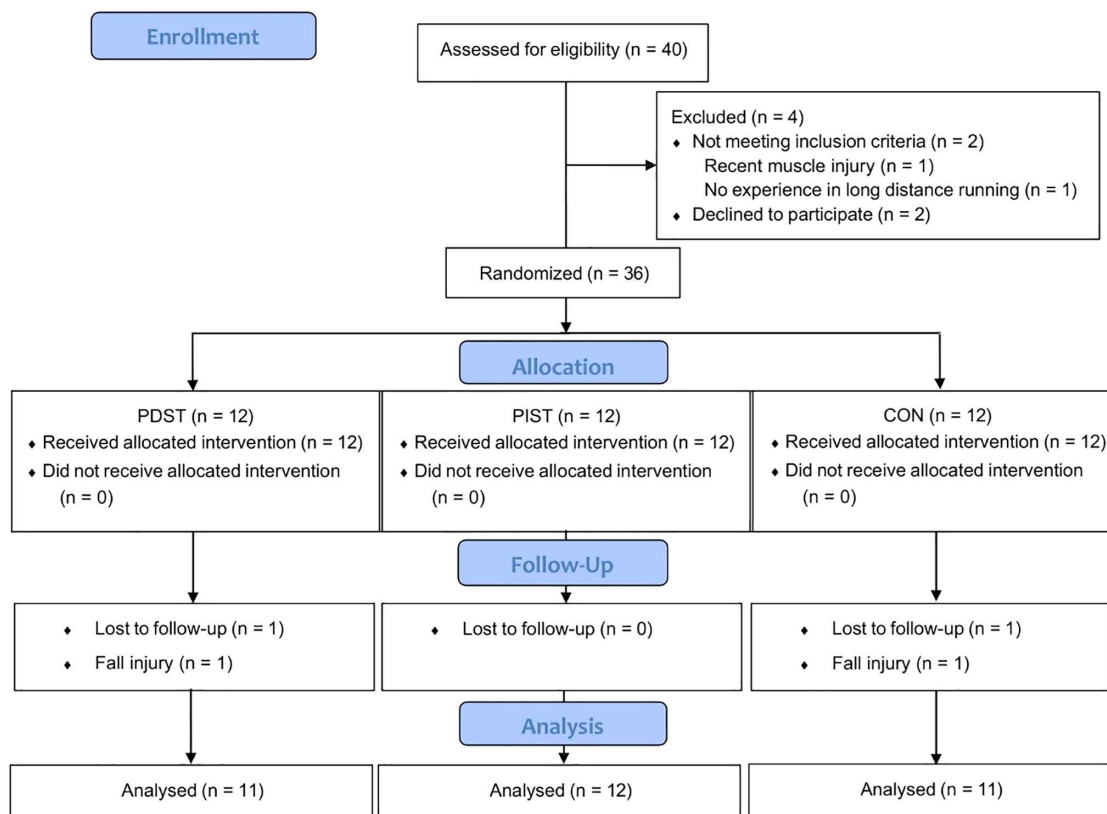 Enrollment
Assessed for eligibility (n = 40)
Excluded (n = 4)
♦ Not meeting inclusion criteria (n = 2)
Recent muscle injury (n = 1)
No experience in long distance running (n = 1)
♦ Declined to participate (n = 2)
Randomized (n = 36)
Allocation
PDST (n = 12)
♦ Received allocated intervention (n = 12)
♦ Did not receive allocated intervention
(n = 0)
PIST (n = 12)
♦ Received allocated intervention (n = 12)
♦ Did not receive allocated intervention
(n = 0)
CON (n = 12)
♦ Received allocated intervention (n = 12)
♦ Did not receive allocated intervention
(n = 0)
Follow-Up
♦ Lost to follow-up (n = 1)
♦ Fall injury (n = 1)
♦ Lost to follow-up (n = 0)
♦ Lost to follow-up (n = 1)
♦ Fall injury (n = 1)
Analysis
Analysed (n = 11)
Analysed (n = 12)
Analysed (n = 11)